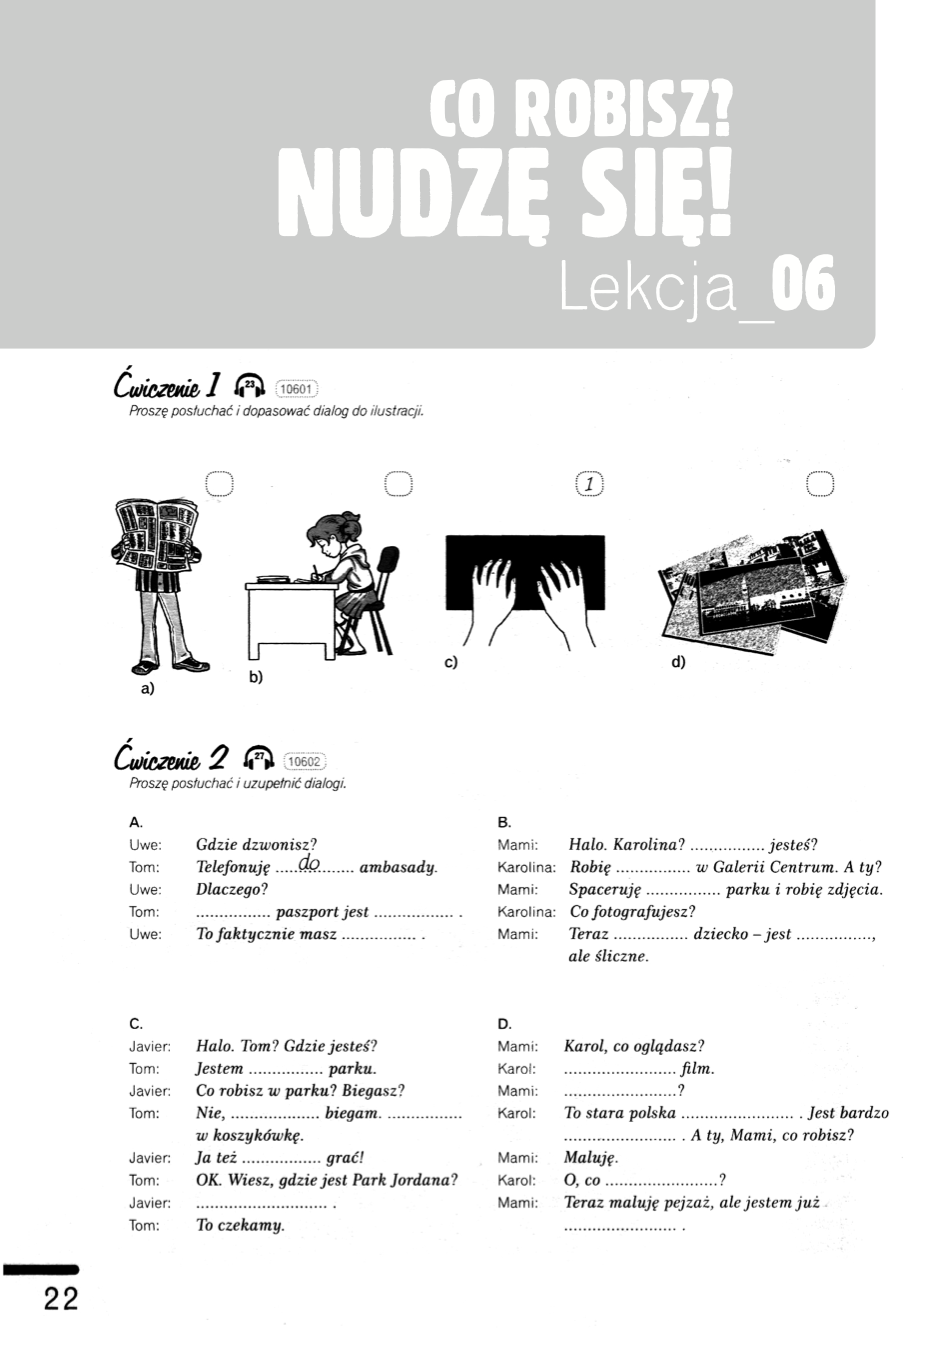 CO ROBISZ?
NUDZĘ SIĘ!
Lekcja_06
Ćwiczenie 1 23 10601
Proszę posłuchać i dopasować dialog do ilustracji.
1
a)
b)
c)
d)
Ćwiczenie 2 27 10602
Proszę posłuchać i uzupełnić dialogi.
A.
Uwe: Gdzie dzwonisz?
Tom: Telefonuję .....do......... ambasady.
Uwe: Dlaczego?
Tom: ................ paszport jest ................. .
Uwe: To faktycznie masz ................ .
B.
Mami: Halo. Karolina? ................ jesteś?
Karolina: Robię ................ w Galerii Centrum. A ty?
Mami: Spaceruję ................ parku i robię zdjęcia.
Karolina: Co fotografujesz?
Mami: Teraz ................ dziecko – jest ................,
ale śliczne.
C.
Javier: Halo. Tom? Gdzie jesteś?
Tom: Jestem ................ parku.
Javier: Co robisz w parku? Biegasz?
Tom: Nie, ................... biegam. ................
w koszykówkę.
Javier: Ja też ................. grać!
Tom: OK. Wiesz, gdzie jest Park Jordana?
Javier: ............................ .
Tom: To czekamy.
D.
Mami: Karol, co oglądasz?
Karol: ........................ film.
Mami: ........................?
Karol: To stara polska ........................ . Jest bardzo
........................ . A ty, Mami, co robisz?
Mami: Maluję.
Karol: O, co ........................?
Mami: Teraz maluję pejzaż, ale jestem już
........................ .
22